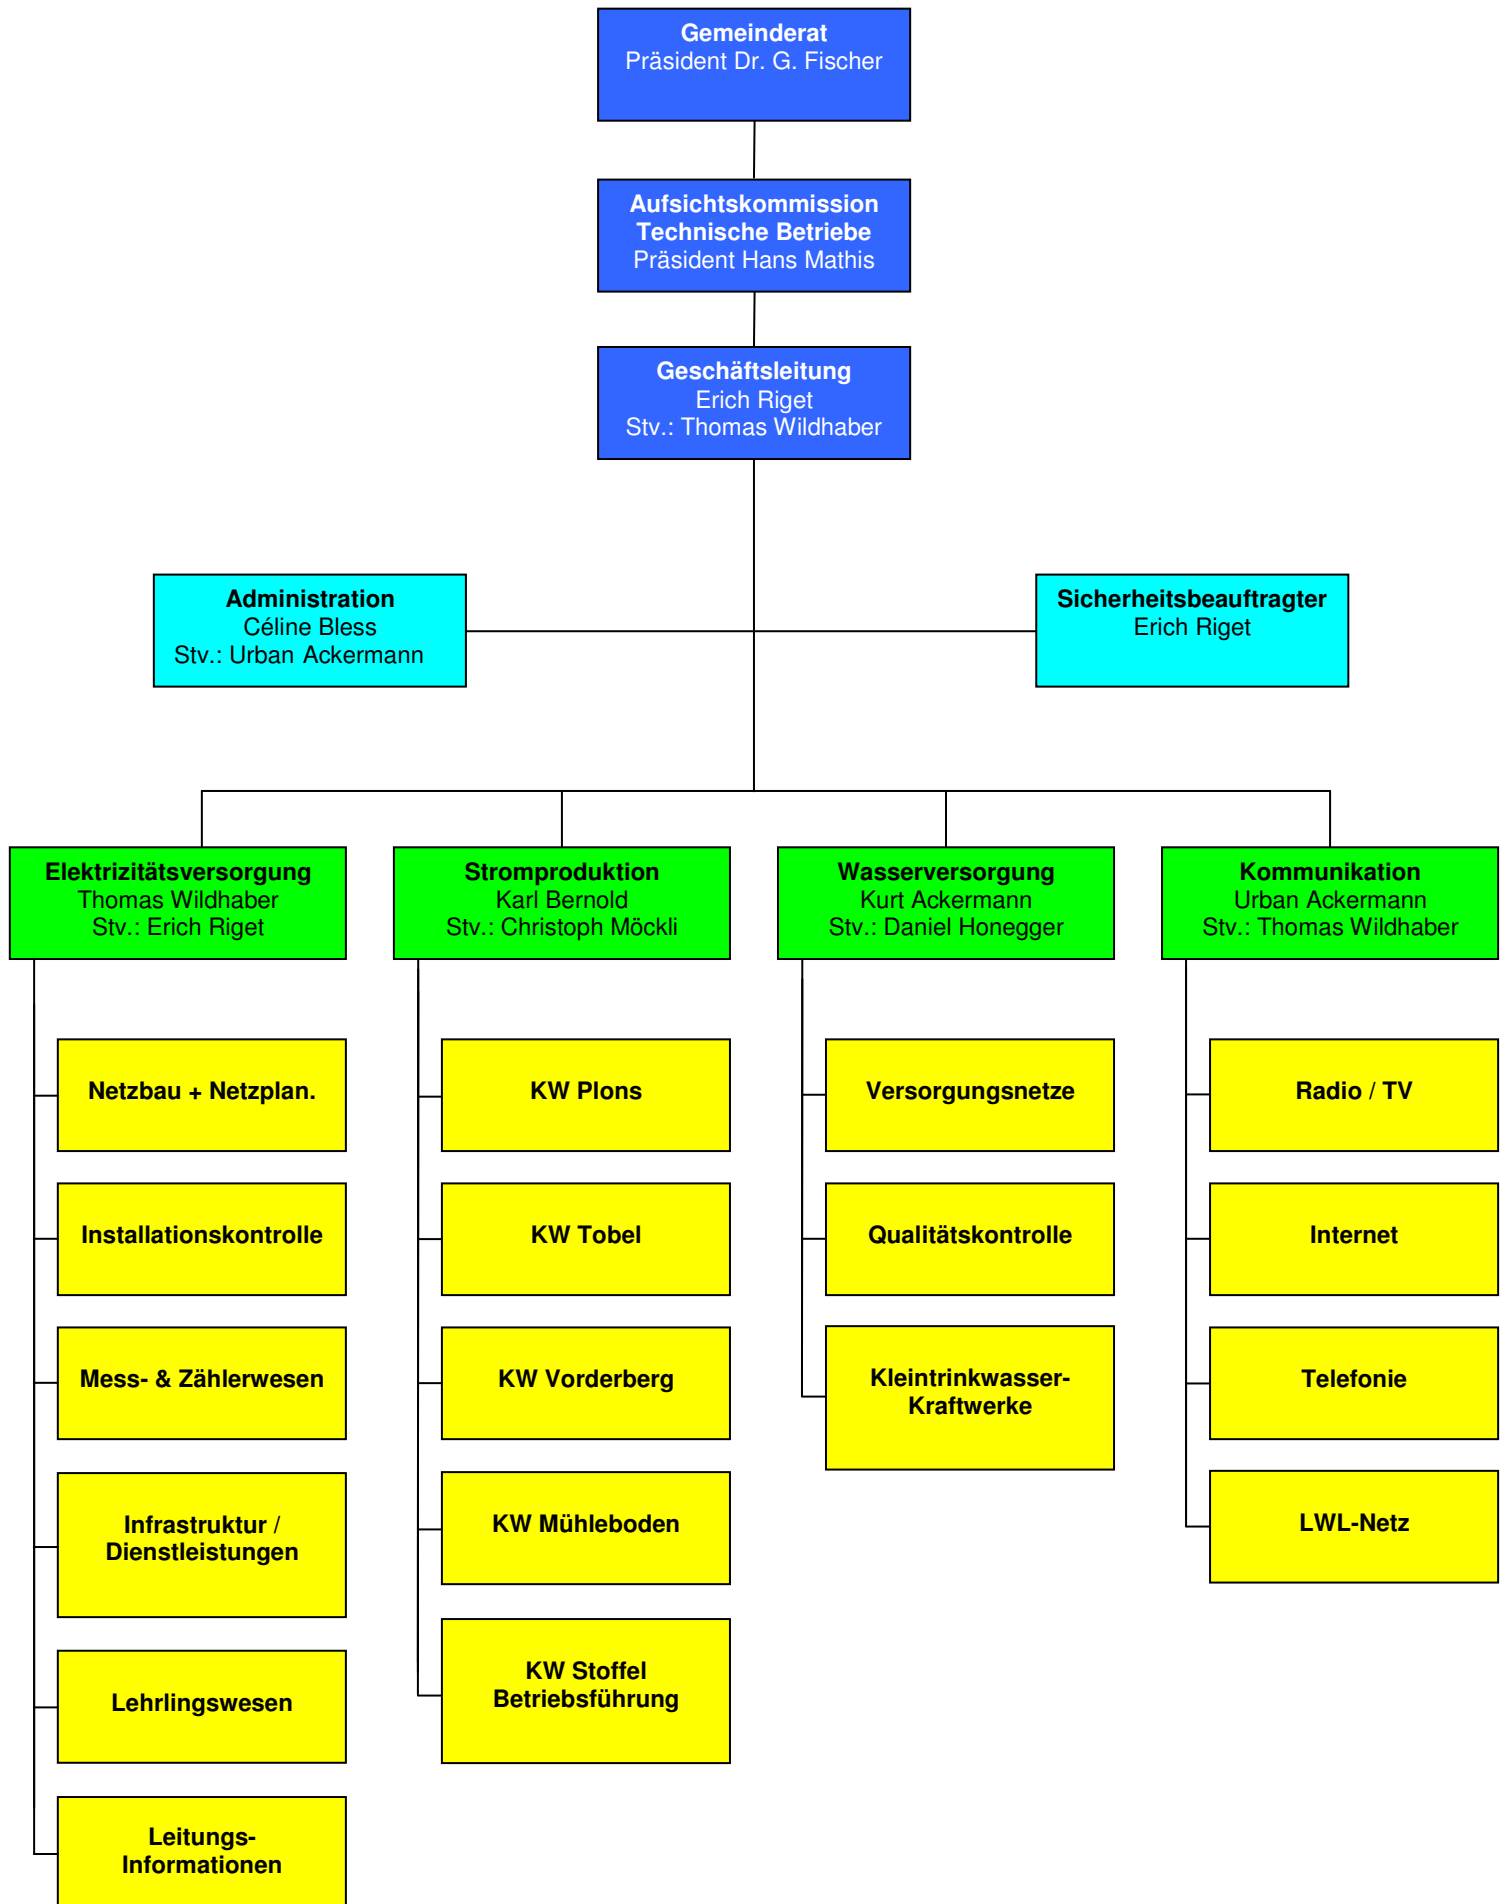 Gemeinderat
Präsident Dr. G. Fischer
Aufsichtskommission
Technische Betriebe
Präsident Hans Mathis
Geschäftsleitung
Erich Riget
Stv.: Thomas Wildhaber
Administration
Céline Bless
Stv.: Urban Ackermann
Sicherheitsbeauftragter
Erich Riget
Elektrizitätsversorgung
Thomas Wildhaber
Stv.: Erich Riget
Netzbau + Netzplan.
Installationskontrolle
Mess- & Zählerwesen
Infrastruktur /
Dienstleistungen
Lehrlingswesen
Leitungs-
Informationen
Stromproduktion
Karl Bernold
Stv.: Christoph Möckli
KW Plons
KW Tobel
KW Vorderberg
KW Mühleboden
KW Stoffel
Betriebsführung
Wasserversorgung
Kurt Ackermann
Stv.: Daniel Honegger
Versorgungsnetze
Qualitätskontrolle
Kleintrinkwasser-
Kraftwerke
Kommunikation
Urban Ackermann
Stv.: Thomas Wildhaber
Radio / TV
Internet
Telefonie
LWL-Netz